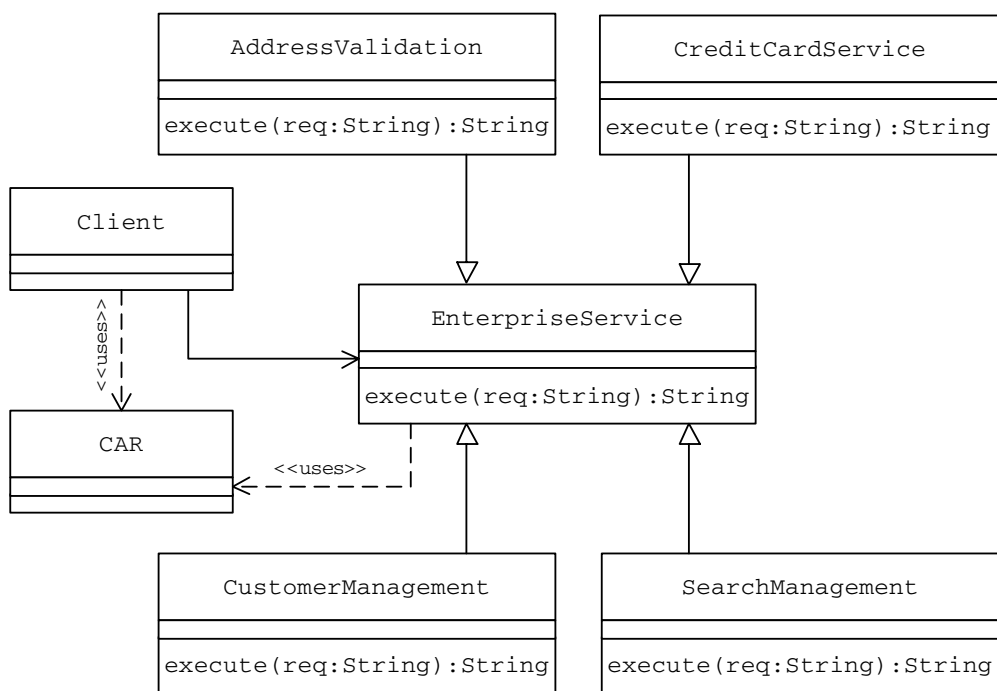 AddressValidation
execute(req:String):String
CreditCardService
execute(req:String):String
Client
<<uses>>
EnterpriseService
execute(req:String):String
CAR
<<uses>>
CustomerManagement
execute(req:String):String
SearchManagement
execute(req:String):String